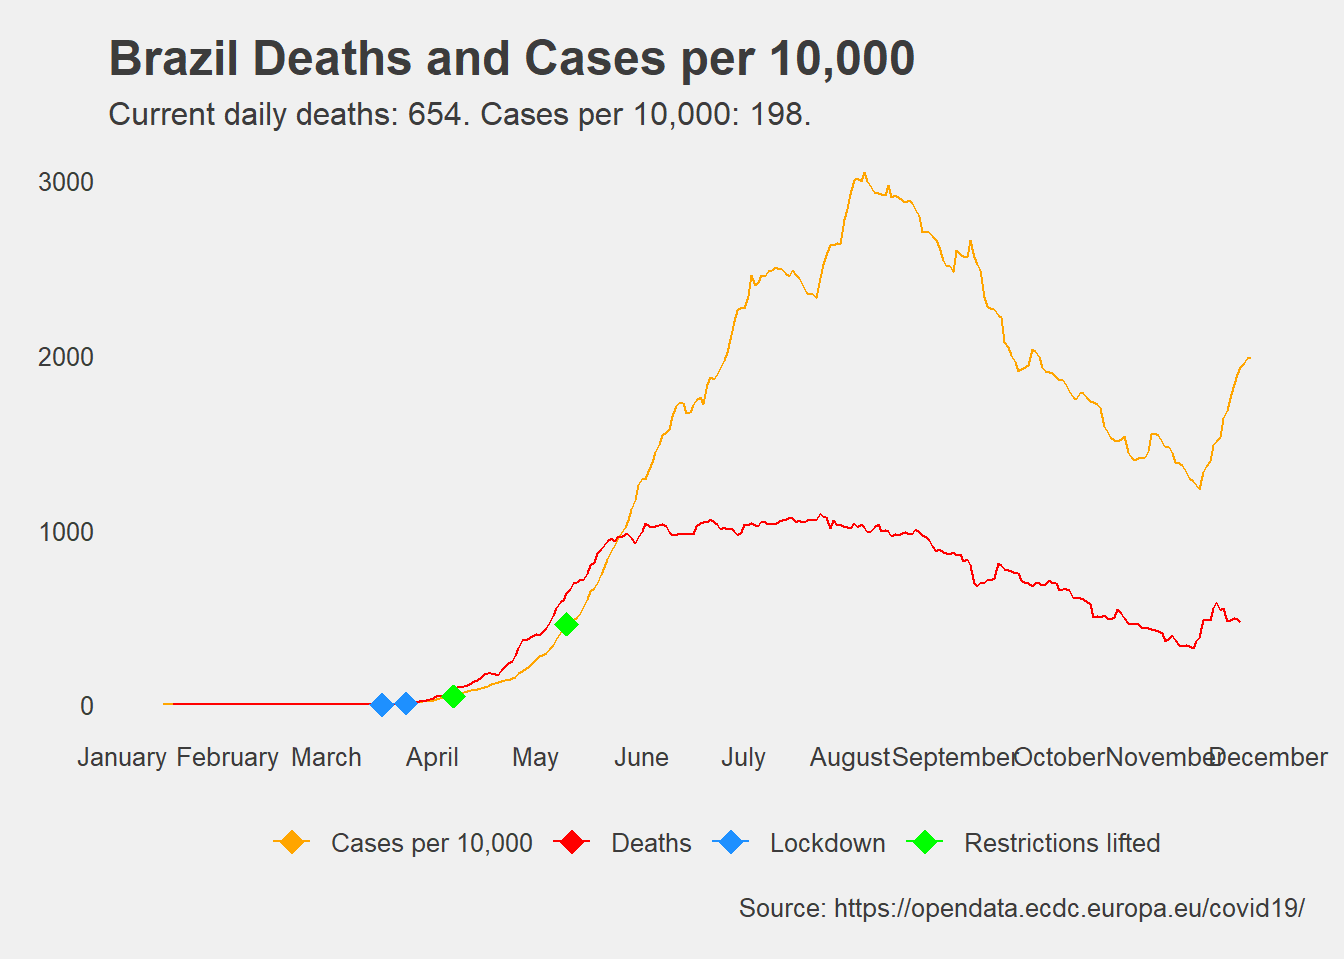 Brazil Deaths and Cases per 10,000
Current daily deaths: 654. Cases per 10,000: 198.
3000
2000
1000
0
January February March April May June July August September October November December
Cases per 10,000 Deaths Lockdown Restrictions lifted
Source: https://opendata.ecdc.europa.eu/covid19/